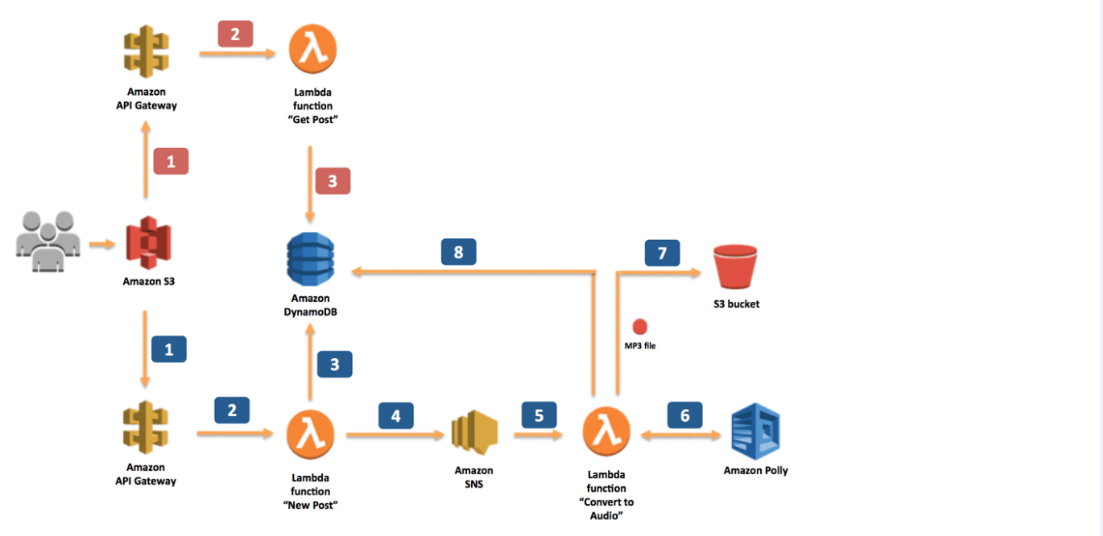 2
Amazon
API Gateway
Lambda
function
“Get Post”
1
3
Amazon S3
8
7
Amazon
DynamoDB
S3 bucket
MP3 file
1
3
2
4
5
6
Amazon
API Gateway
Lambda
function
“New Post”
Amazon
SNS
Lambda
function
“Convert to
Audio”
Amazon Polly